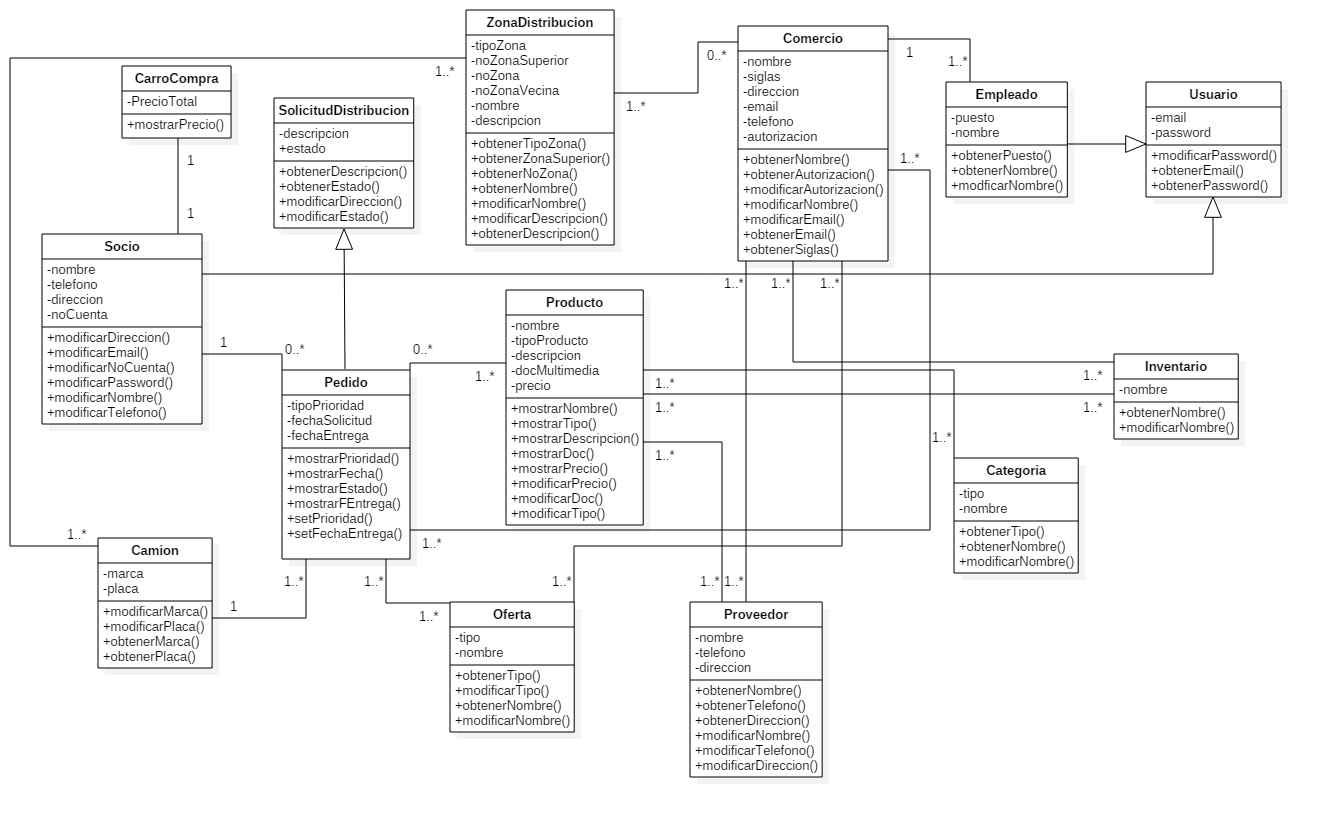 ZonaDistribucion
-tipoZona
-noZonaSuperior
-noZona
-noZonaVecina
-nombre
-descripcion
+obtenerTipoZona()
+obtenerZonaSuperior()
+obtenerNoZona()
+obtenerNombre()
+modificarNombre()
+modificarDescripcion()
+obtenerDescripcion()
1..*
1..*
0..*
Comercio
-nombre
-siglas
-direccion
-email
-telefono
-autorizacion
+obtenerNombre()
+obtenerAutorizacion()
+modificarAutorizacion()
+modificarNombre()
+modificarEmail()
+obtenerEmail()
+obtenerSiglas()
1
1..*
1..*
1..*
1..*
1..*
Empleado
-puesto
-nombre
+obtenerPuesto()
+obtenerNombre()
+modficarNombre()
Usuario
-email
-password
+modificarPassword()
+obtenerEmail()
+obtenerPassword()
CarroCompra
-PrecioTotal
+mostrarPrecio()
1
1
SolicitudDistribucion
-descripcion
+estado
+obtenerDescripcion()
+obtenerEstado()
+modificarDireccion()
+modificarEstado()
Socio
-nombre
-telefono
-direccion
-noCuenta
+modificarDireccion()
+modificarEmail()
+modificarNoCuenta()
+modificarPassword()
+modificarNombre()
+modificarTelefono()
1
0..*
Pedido
-tipoPrioridad
-fechaSolicitud
-fechaEntrega
+mostrarPrioridad()
+mostrarFecha()
+mostrarEstado()
+mostrarFEntrega()
+setPrioridad()
+setFechaEntrega()
0..*
1..*
1..*
1..*
1..*
Producto
-nombre
-tipoProducto
-descripcion
-docMultimedia
-precio
+mostrarNombre()
+mostrarTipo()
+mostrarDescripcion()
+mostrarDoc()
+mostrarPrecio()
+modificarPrecio()
+modificarDoc()
+modificarTipo()
1..*
1..*
1..*
Inventario
-nombre
+obtenerNombre()
+modificarNombre()
1..*
1..*
1..*
Categoria
-tipo
-nombre
+obtenerTipo()
+obtenerNombre()
+modificarNombre()
1..*
Camion
-marca
-placa
+modificarMarca()
+modificarPlaca()
+obtenerMarca()
+obtenerPlaca()
1
1..*
1..*
Oferta
-tipo
-nombre
+obtenerTipo()
+modificarTipo()
+obtenerNombre()
+modificarNombre()
1..*
1..*
Proveedor
-nombre
-telefono
-direccion
+obtenerNombre()
+obtenerTelefono()
+obtenerDireccion()
+modificarNombre()
+modificarTelefono()
+modificarDireccion()